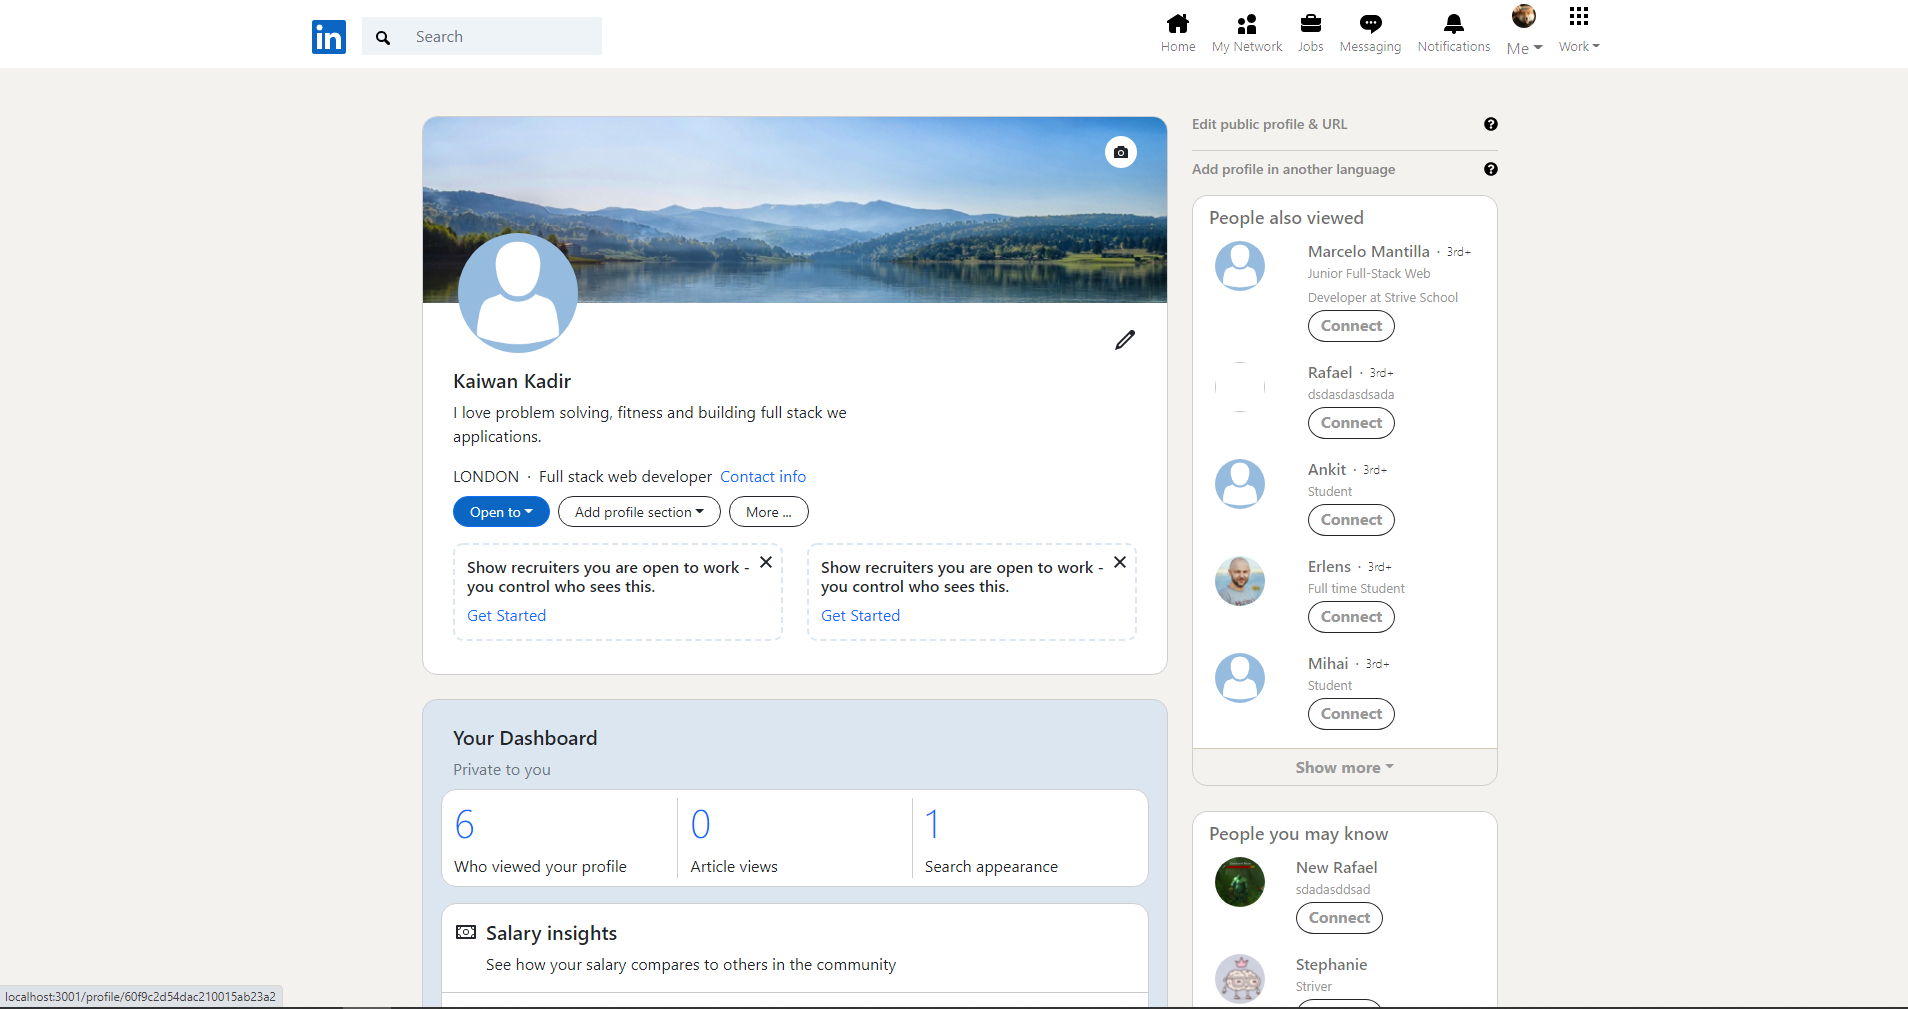 in
Search
Home
My Network
Jobs
Messaging
Notifications
Me
Work
Edit public profile & URL
Add profile in another language
Kaiwan Kadir
I love problem solving, fitness and building full stack we
applications.
LONDON · Full stack web developer Contact info
Open to
Add profile section
More ...
Show recruiters you are open to work -
you control who sees this.
Get Started
Show recruiters you are open to work -
you control who sees this.
Get Started
Your Dashboard
Private to you
6
Who viewed your profile
0
Article views
1
Search appearance
Salary insights
See how your salary compares to others in the community
People also viewed
Marcelo Mantilla · 3rd+
Junior Full-Stack Web
Developer at Strive School
Connect
Rafael · 3rd+
dsdasdasdsada
Connect
Ankit · 3rd+
Student
Connect
Erlens · 3rd+
Full time Student
Connect
Mihai · 3rd+
Student
Connect
Show more
People you may know
New Rafael
sdadasddsad
Connect
Stephanie
Striver
localhost:3001/profile/60f9c2d54dac210015ab23a2